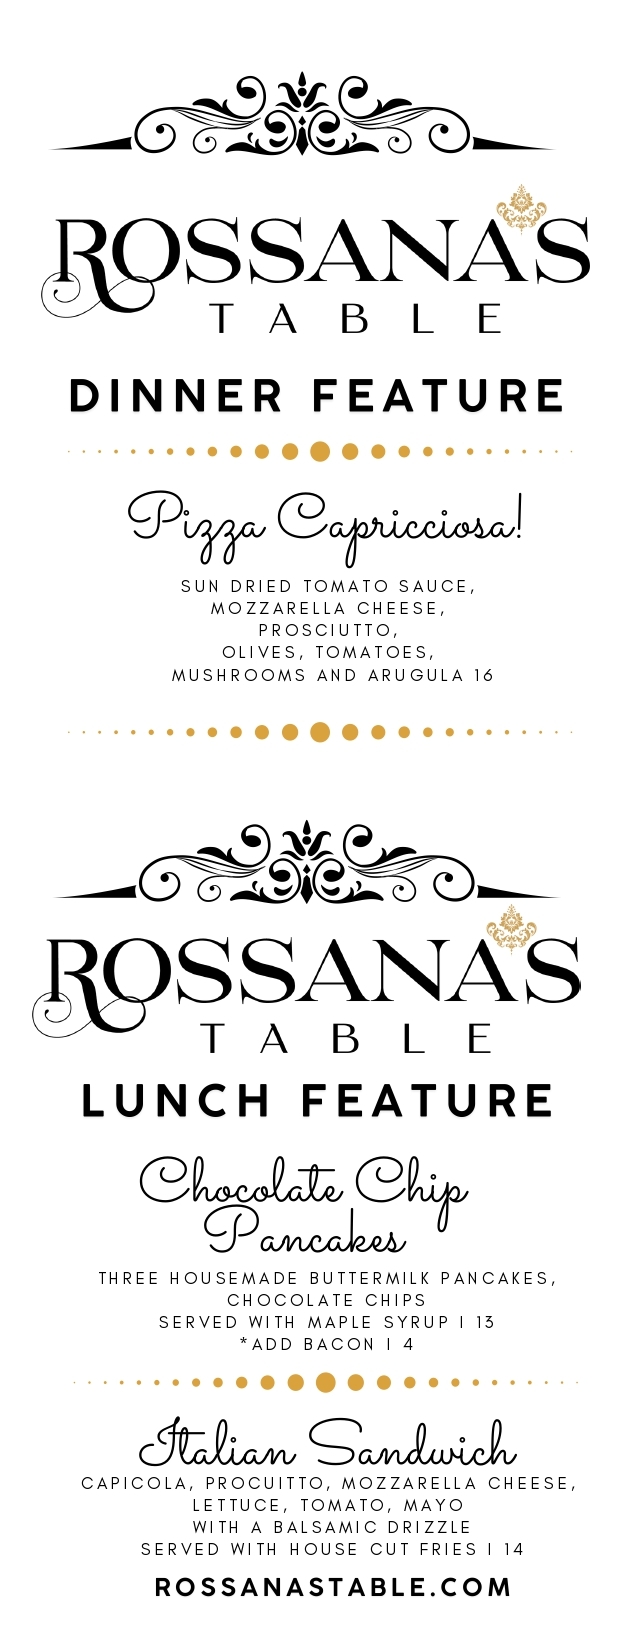 ROSSANA'S
TABLE
DINNER FEATURE
Pizza Capricciosa!
SUN DRIED TOMATO SAUCE,
MOZZARELLA CHEESE,
PROSCIUTTO,
OLIVES, TOMATOES,
MUSHROOMS AND ARUGULA 16
ROSSANA'S
TABLE
LUNCH FEATURE
Chocolate Chip
Pancakes
THREE HOUSEMADE BUTTERMILK PANCAKES,
CHOCOLATE CHIPS
SERVED WITH MAPLE SYRUP | 13
*ADD BACON | 4
Italian Sandwich
CAPICOLA, PROCUITTO, MOZZARELLA CHEESE,
LETTUCE, TOMATO, MAYO
WITH A BALSAMIC DRIZZLE
SERVED WITH HOUSE CUT FRIES | 14
ROSSANASTABLE.COM